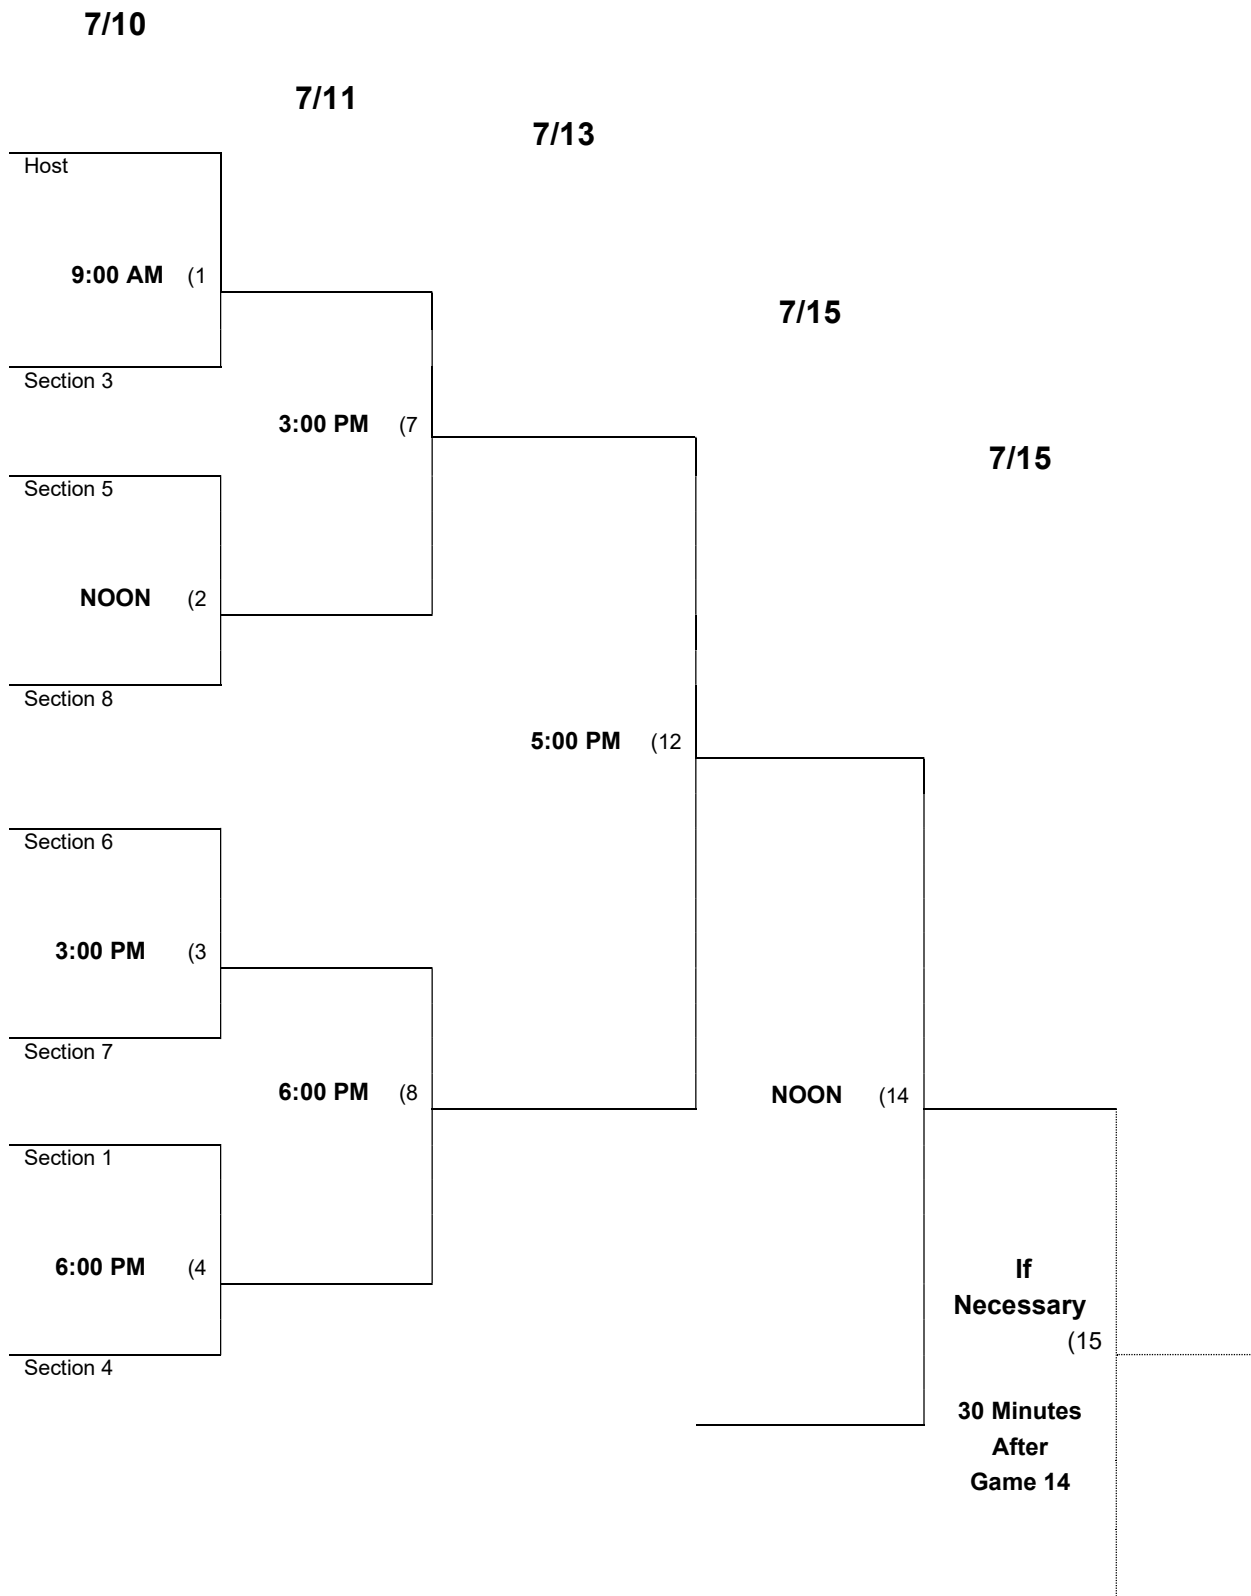 7/10
7/11
7/13
Host
9:00 AM (1
7/15
Section 3
3:00 PM (7
7/15
Section 5
NOON (2
Section 8
5:00 PM (12
Section 6
3:00 PM (3
Section 7
6:00 PM (8
NOON (14
Section 1
6:00 PM (4
If
Necessary
(15
Section 4
30 Minutes
After
Game 14